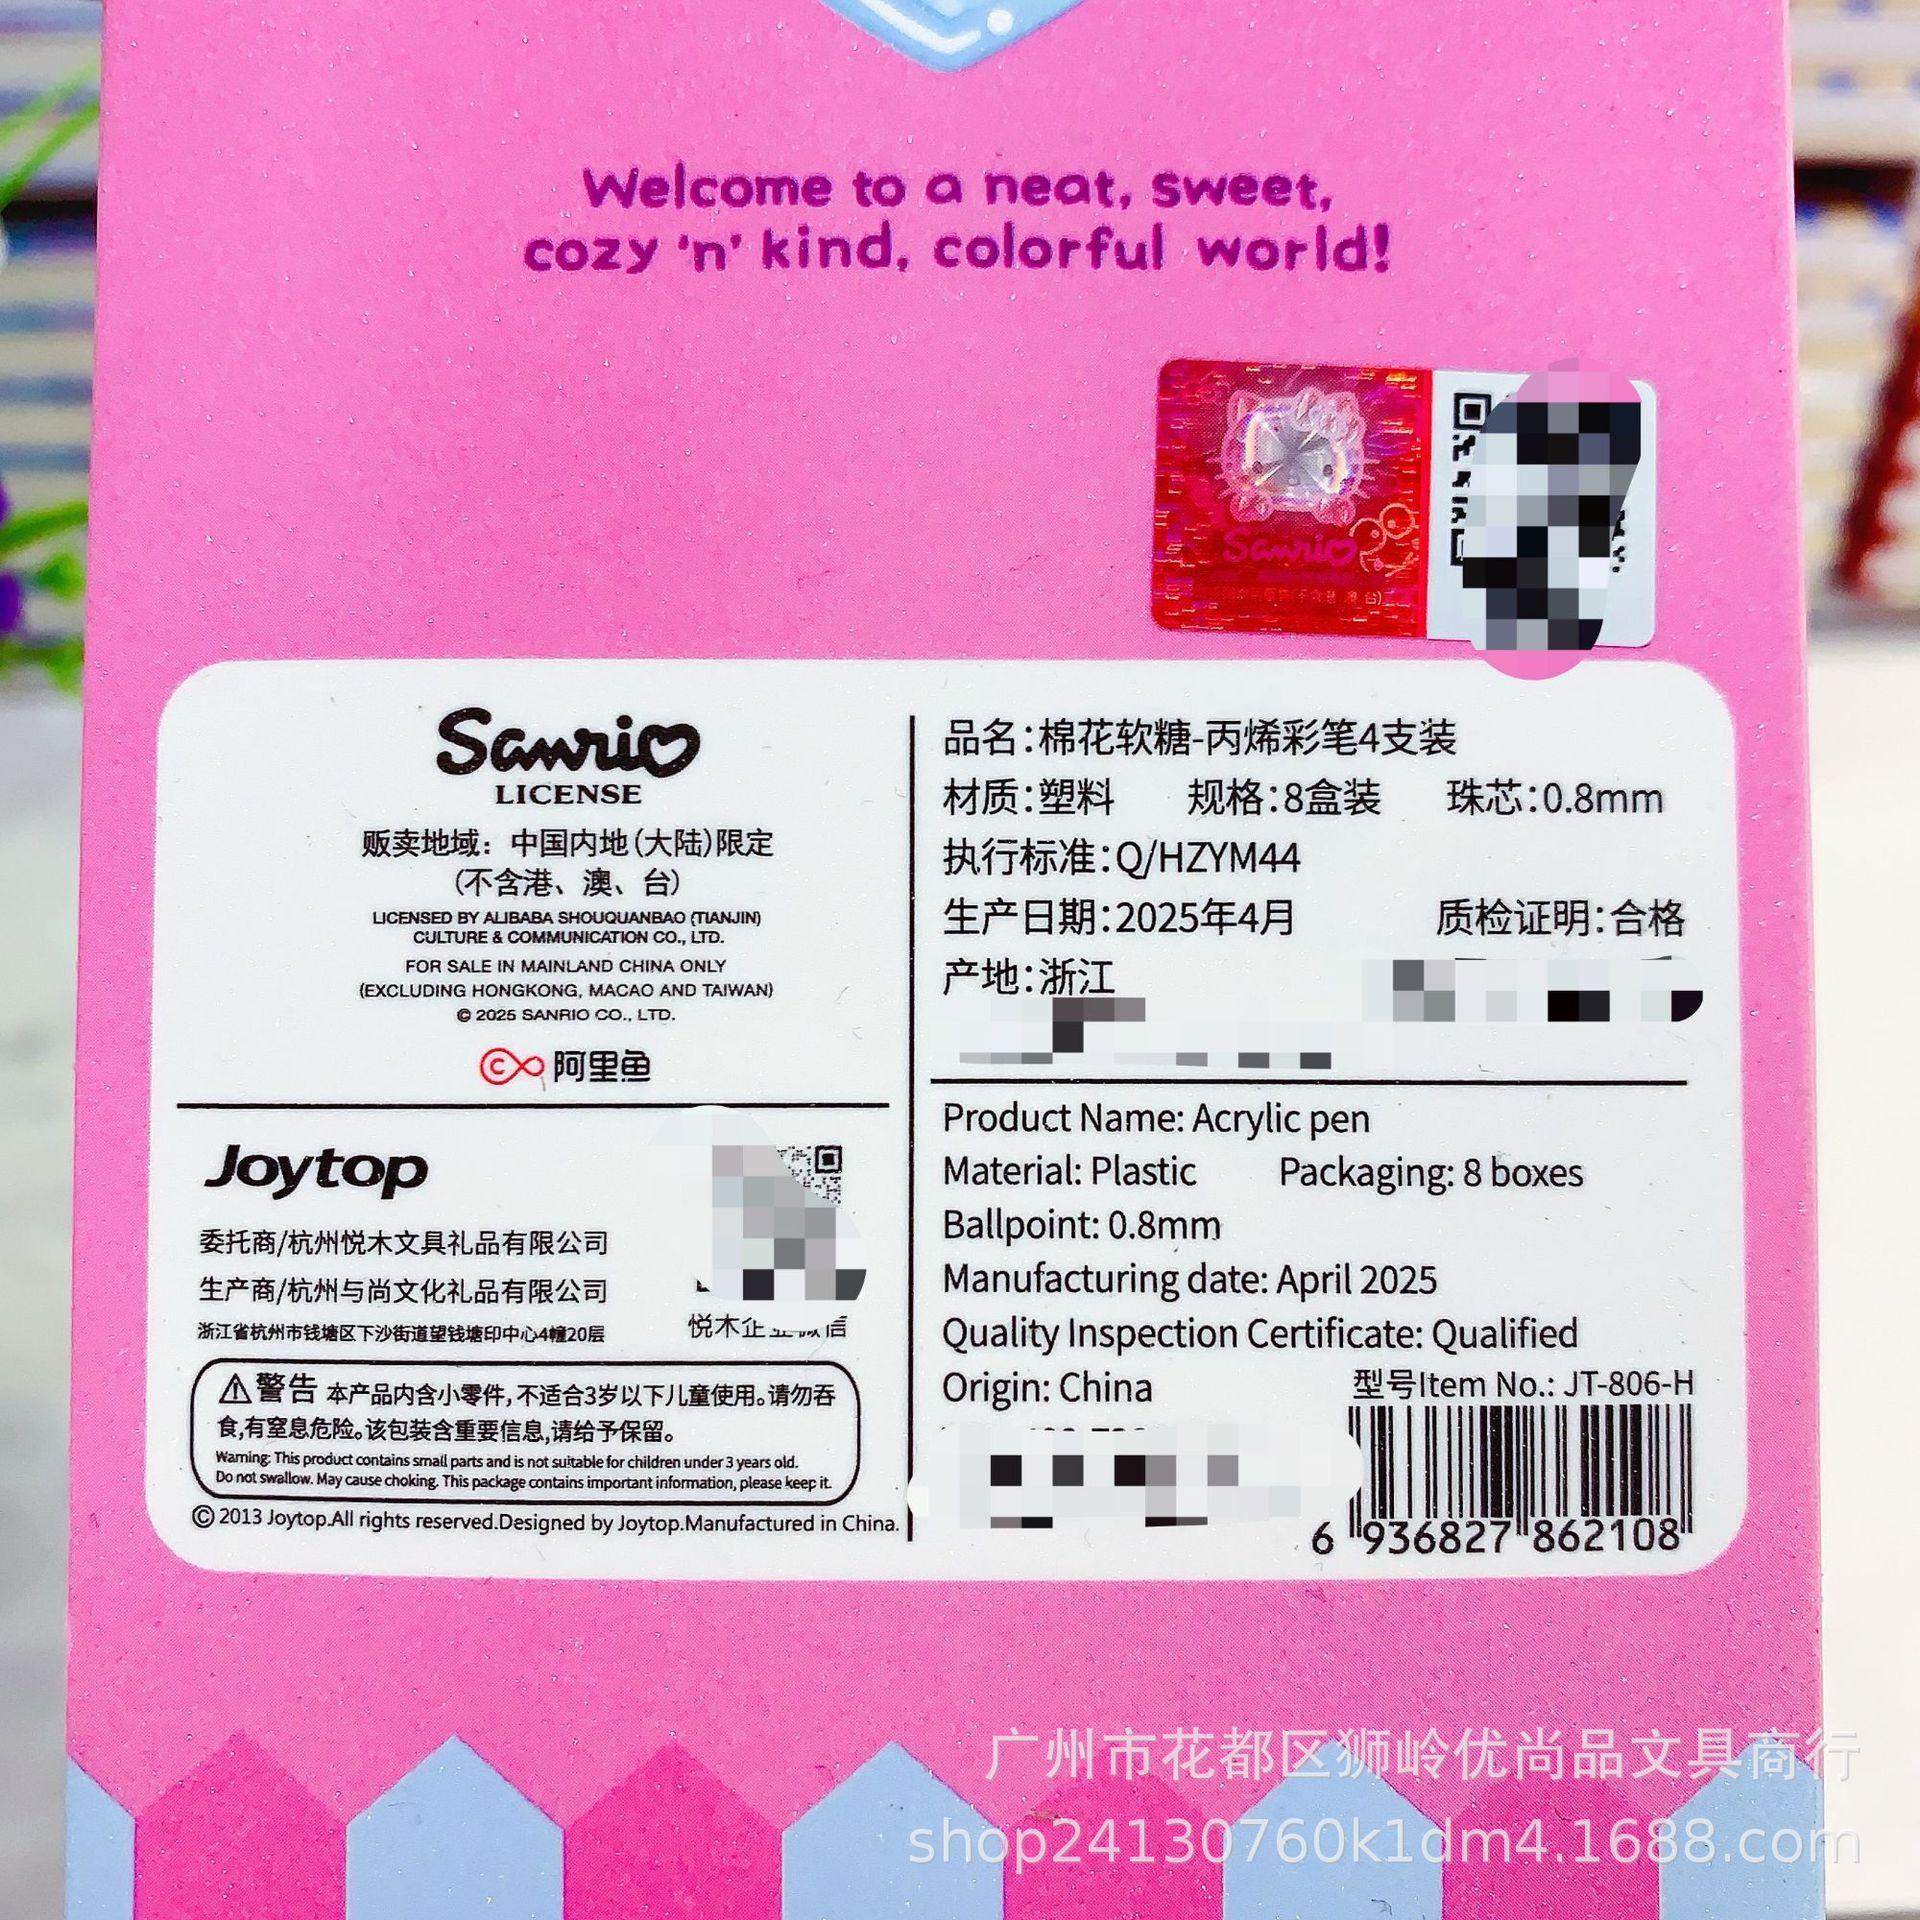 Welcome to a neat, sweet,
cozy 'n' kind, colorful world!
Sanrio
Sanrio
LICENSE
贩卖地域：中国内地(大陆)限定
(不含港、澳、台)
LICENSED BY ALIBABA SHOUQUANBAO (TIANJIN)
CULTURE & COMMUNICATION CO., LTD.
FOR SALE IN MAINLAND CHINA ONLY
(EXCLUDING HONGKONG, MACAO AND TAIWAN)
© 2025 SANRIO CO., LTD.
阿里鱼
Joytop
委托商/杭州悦木文具礼品有限公司
生产商/杭州与尚文化礼品有限公司
浙江省杭州市钱塘区下沙街道望钱塘印中心4幢20层
悦木企业微信
⚠警告 本产品内含小零件,不适合3岁以下儿童使用。请勿吞
食,有窒息危险。该包装含重要信息,请给予保留。
Warning: This product contains small parts and is not suitable for children under 3 years old.
Do not swallow. May cause choking. This package contains important information, please keep it.
© 2013 Joytop.All rights reserved.Designed by Joytop.Manufactured in China.
品名:棉花软糖-丙烯彩笔4支装
材质:塑料 规格:8盒装 珠芯:0.8mm
执行标准:Q/HZYM44
生产日期:2025年4月 质检证明:合格
产地:浙江
Product Name: Acrylic pen
Material: Plastic Packaging: 8 boxes
Ballpoint: 0.8mm
Manufacturing date: April 2025
Quality Inspection Certificate: Qualified
Origin: China
型号Item No.: JT-806-H
6 936827 862108
广州市花都区狮岭优尚品文具商行
shop24130760k1dm4.1688.com